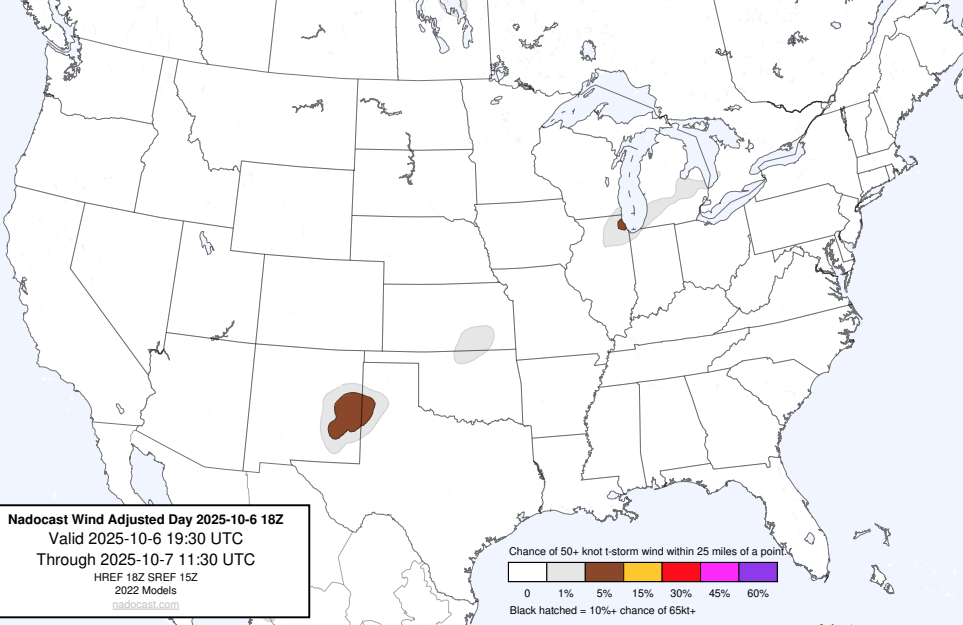 Nadocast Wind Adjusted Day 2025-10-6 18Z
Valid 2025-10-6 19:30 UTC
Through 2025-10-7 11:30 UTC
HREF 18Z SREF 15Z
2022 Models
nadocast.com
Chance of 50+ knot t-storm wind within 25 miles of a point.
0 1% 5% 15% 30% 45% 60%
Black hatched = 10%+ chance of 65kt+